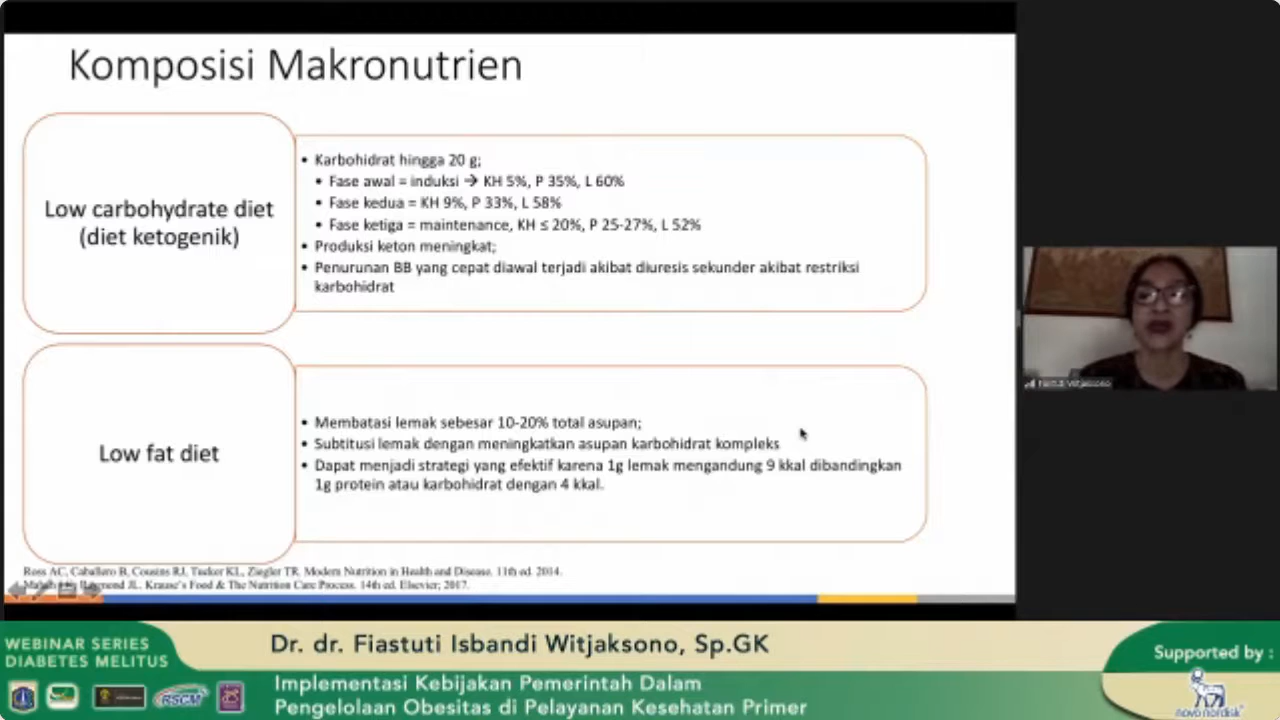 Komposisi Makronutrien
Low carbohydrate diet
(diet ketogenik)
• Karbohidrat hingga 20 g;
• Fase awal = induksi → KH 5%, P 35%, L 60%
• Fase kedua = KH 9%, P 33%, L 58%
• Fase ketiga = maintenance, KH ≤ 20%, P 25-27%, L 52%
• Produksi keton meningkat;
• Penurunan BB yang cepat diawal terjadi akibat diuresis sekunder akibat restriksi
karbohidrat
Low fat diet
• Membatasi lemak sebesar 10-20% total asupan;
• Subtitusi lemak dengan meningkatkan asupan karbohidrat kompleks
• Dapat menjadi strategi yang efektif karena 1g lemak mengandung 9 kkal dibandingkan
1g protein atau karbohidrat dengan 4 kkal.
Ross AC, Caballero B, Cousins RJ, Tucker KL, Ziegler TR. Modern Nutrition in Health and Disease. 11th ed. 2014.
Raymond JL. Krause's Food & The Nutrition Care Process. 14th ed. Elsevier; 2017.
Fiastuti Witjaksono
WEBINAR SERIES
DIABETES MELITUS
Dr. dr. Fiastuti Isbandi Witjaksono, Sp.GK
Implementasi Kebijakan Pemerintah Dalam
Pengelolaan Obesitas di Pelayanan Kesehatan Primer
RSCM
Supported by :
novo nordisk